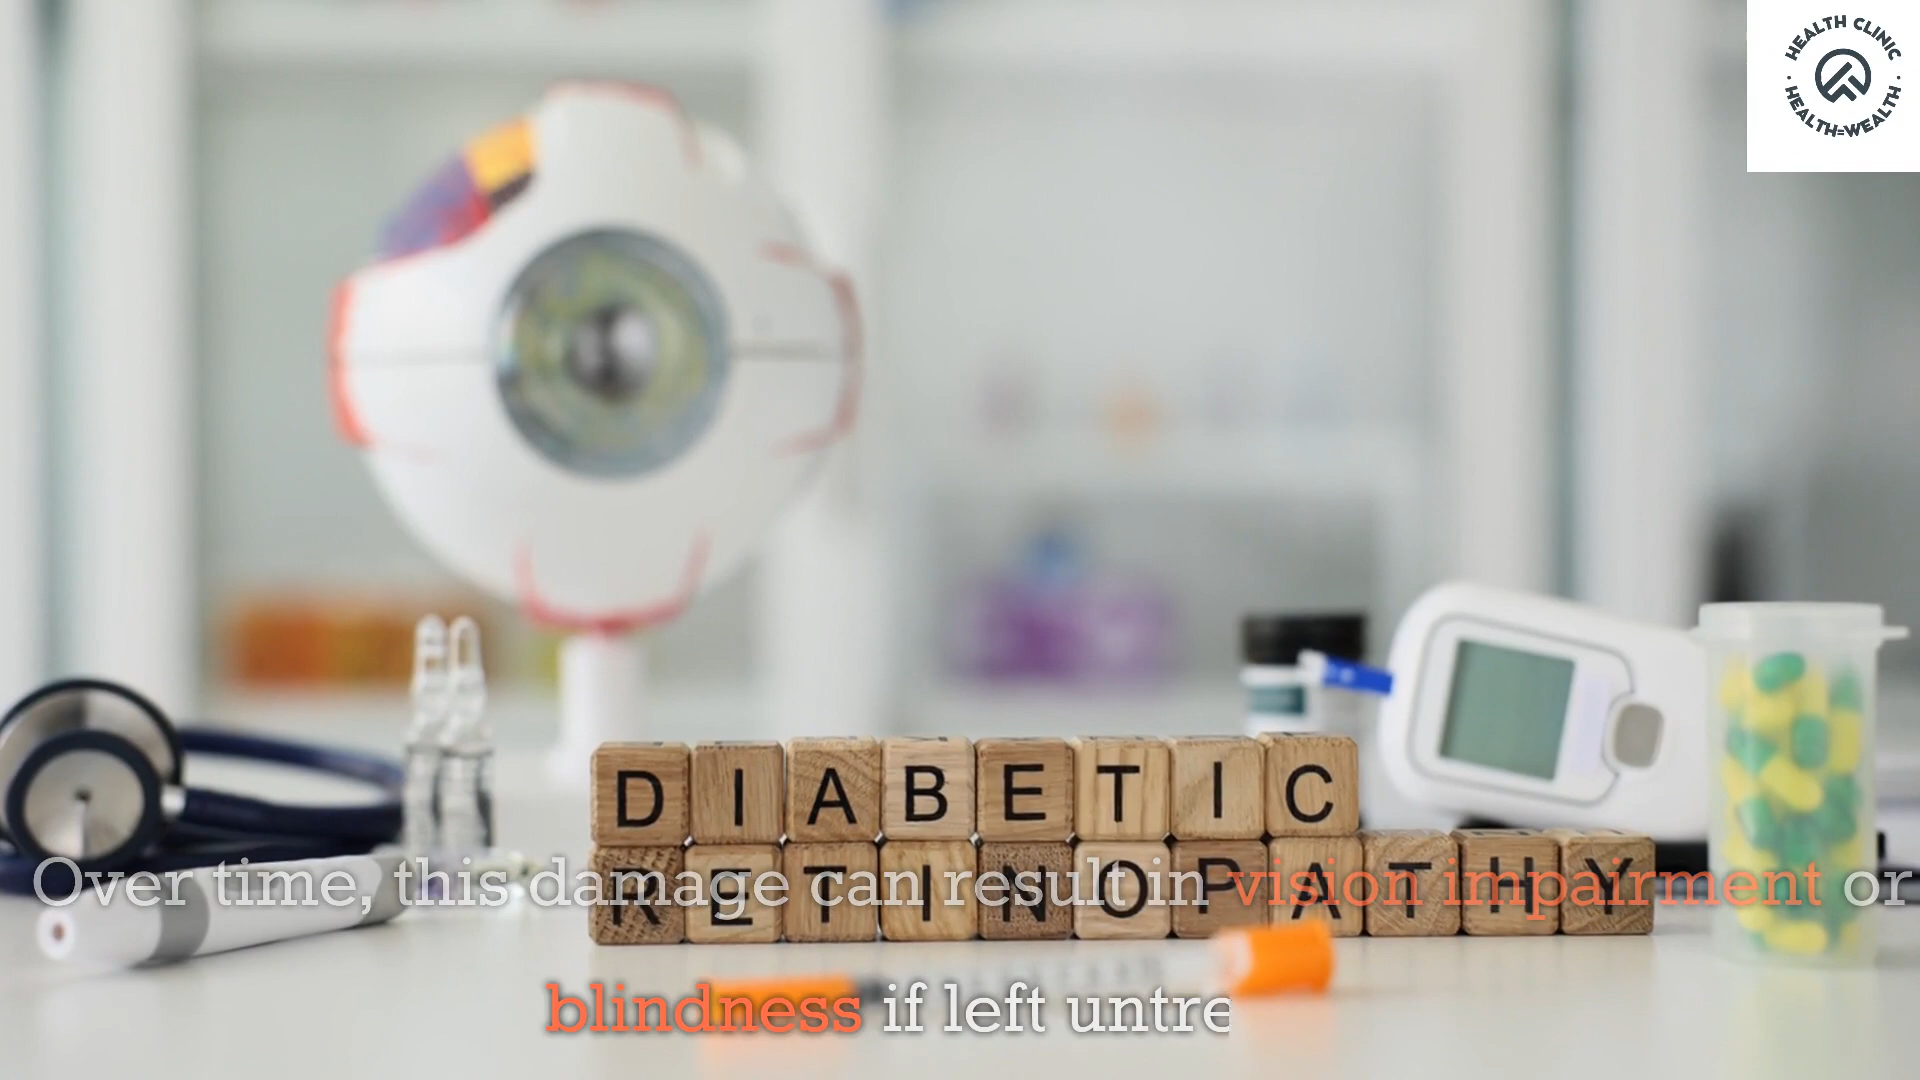 HEALTH CLINIC
HEALTH=WEALTH
DIABETIC
RETINOPATHY
Over time, this damage can result in vision impairment or
blindness if left untre